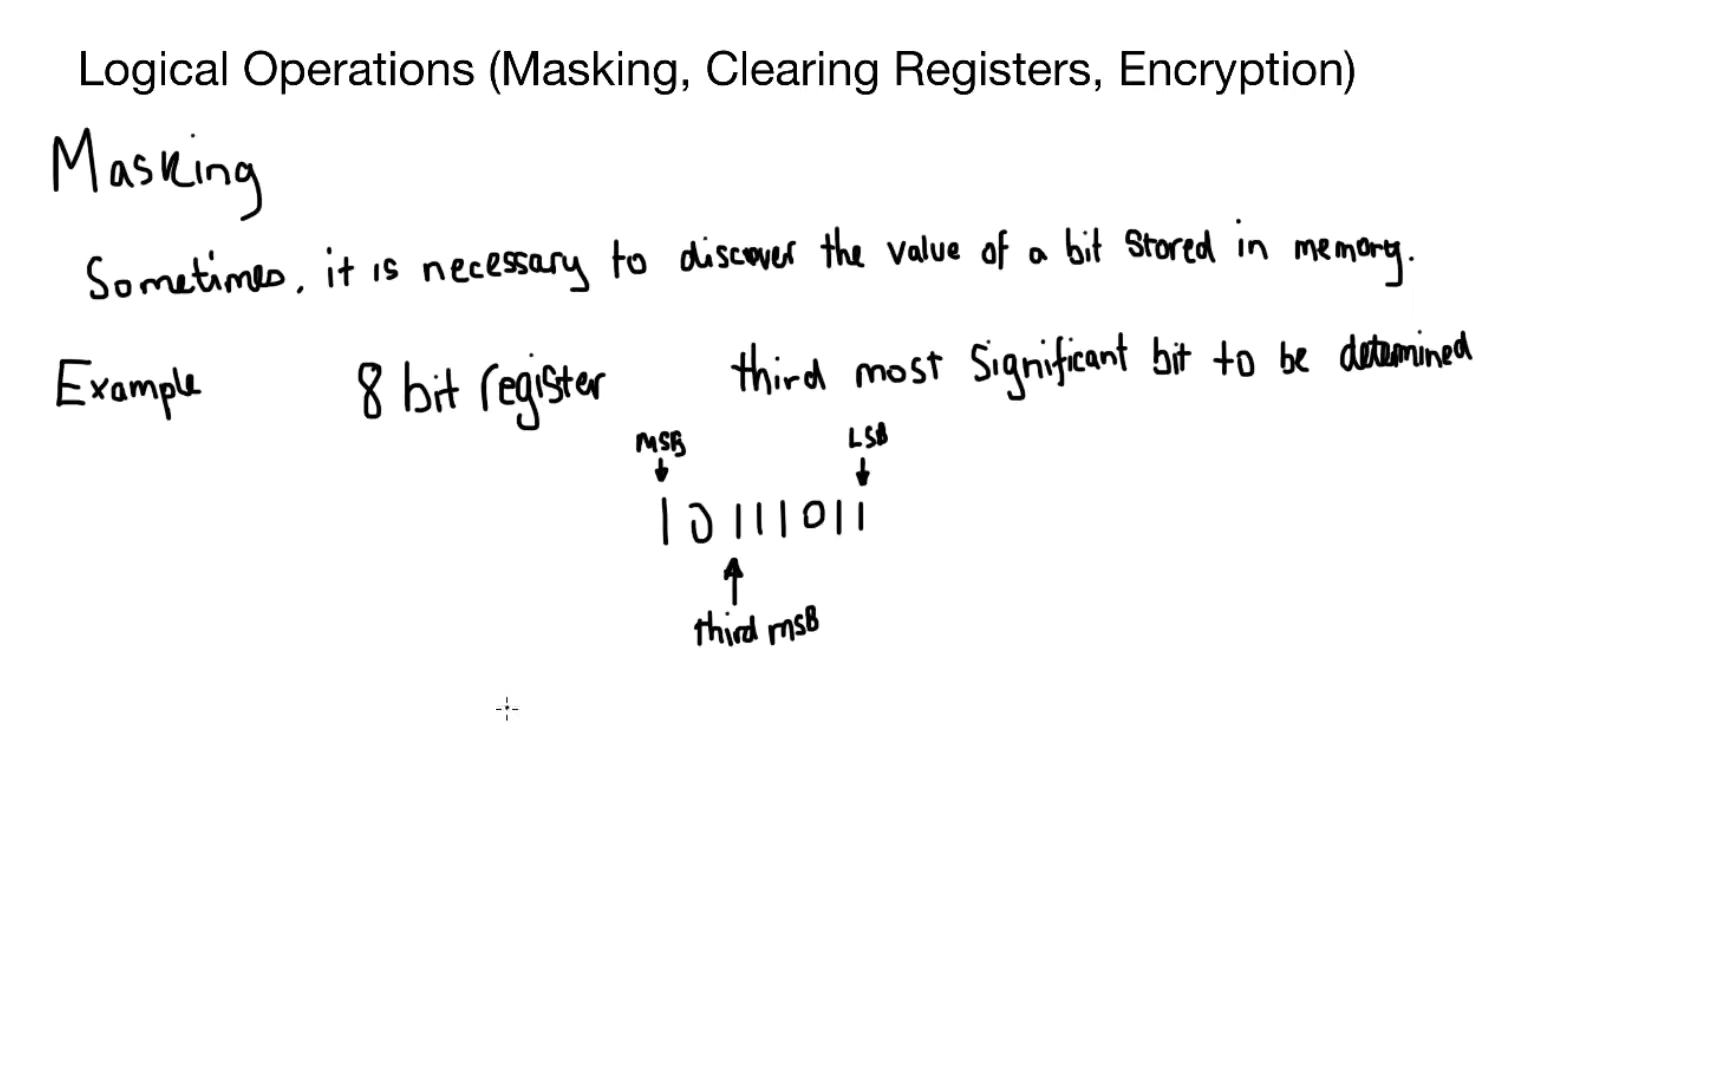 Logical Operations (Masking, Clearing Registers, Encryption)
Masking
Sometimes, it is necessary to discover the value of a bit stored in memory.
Example 8 bit register third most significant bit to be determined
MSB LSB
10111011
third MSB